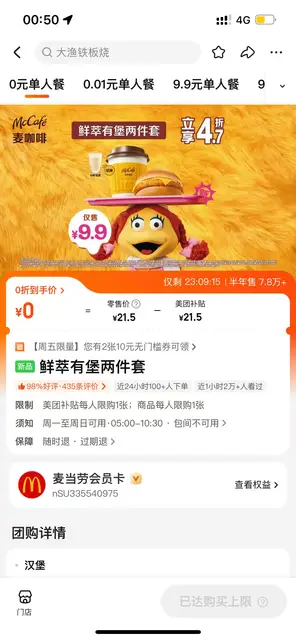 00:50
4G
大渔铁板烧
0元单人餐 0.01元单人餐 9.9元单人餐 9
McCafé
麦咖啡
鲜萃有堡两件套
立享4.7折
仅售
¥9.9
0折到手价
仅剩 23:09:15 | 半年售 7.8万+
¥0 = 零售价 ¥21.5 - 美团补贴 ¥21.5
【周五限量】您有2张10元无门槛券可领
新品 鲜萃有堡两件套
98%好评·435条评价 近24小时100+人下单 近1小时2万+人看过
限制 美团补贴每人限购1张；商品每人限购1张
须知 周一至周日可用·05:00-10:30 · 包间不可用
保障 随时退 · 过期退
麦当劳会员卡
nSU335540975
查看权益
团购详情
· 汉堡
门店
已达购买上限